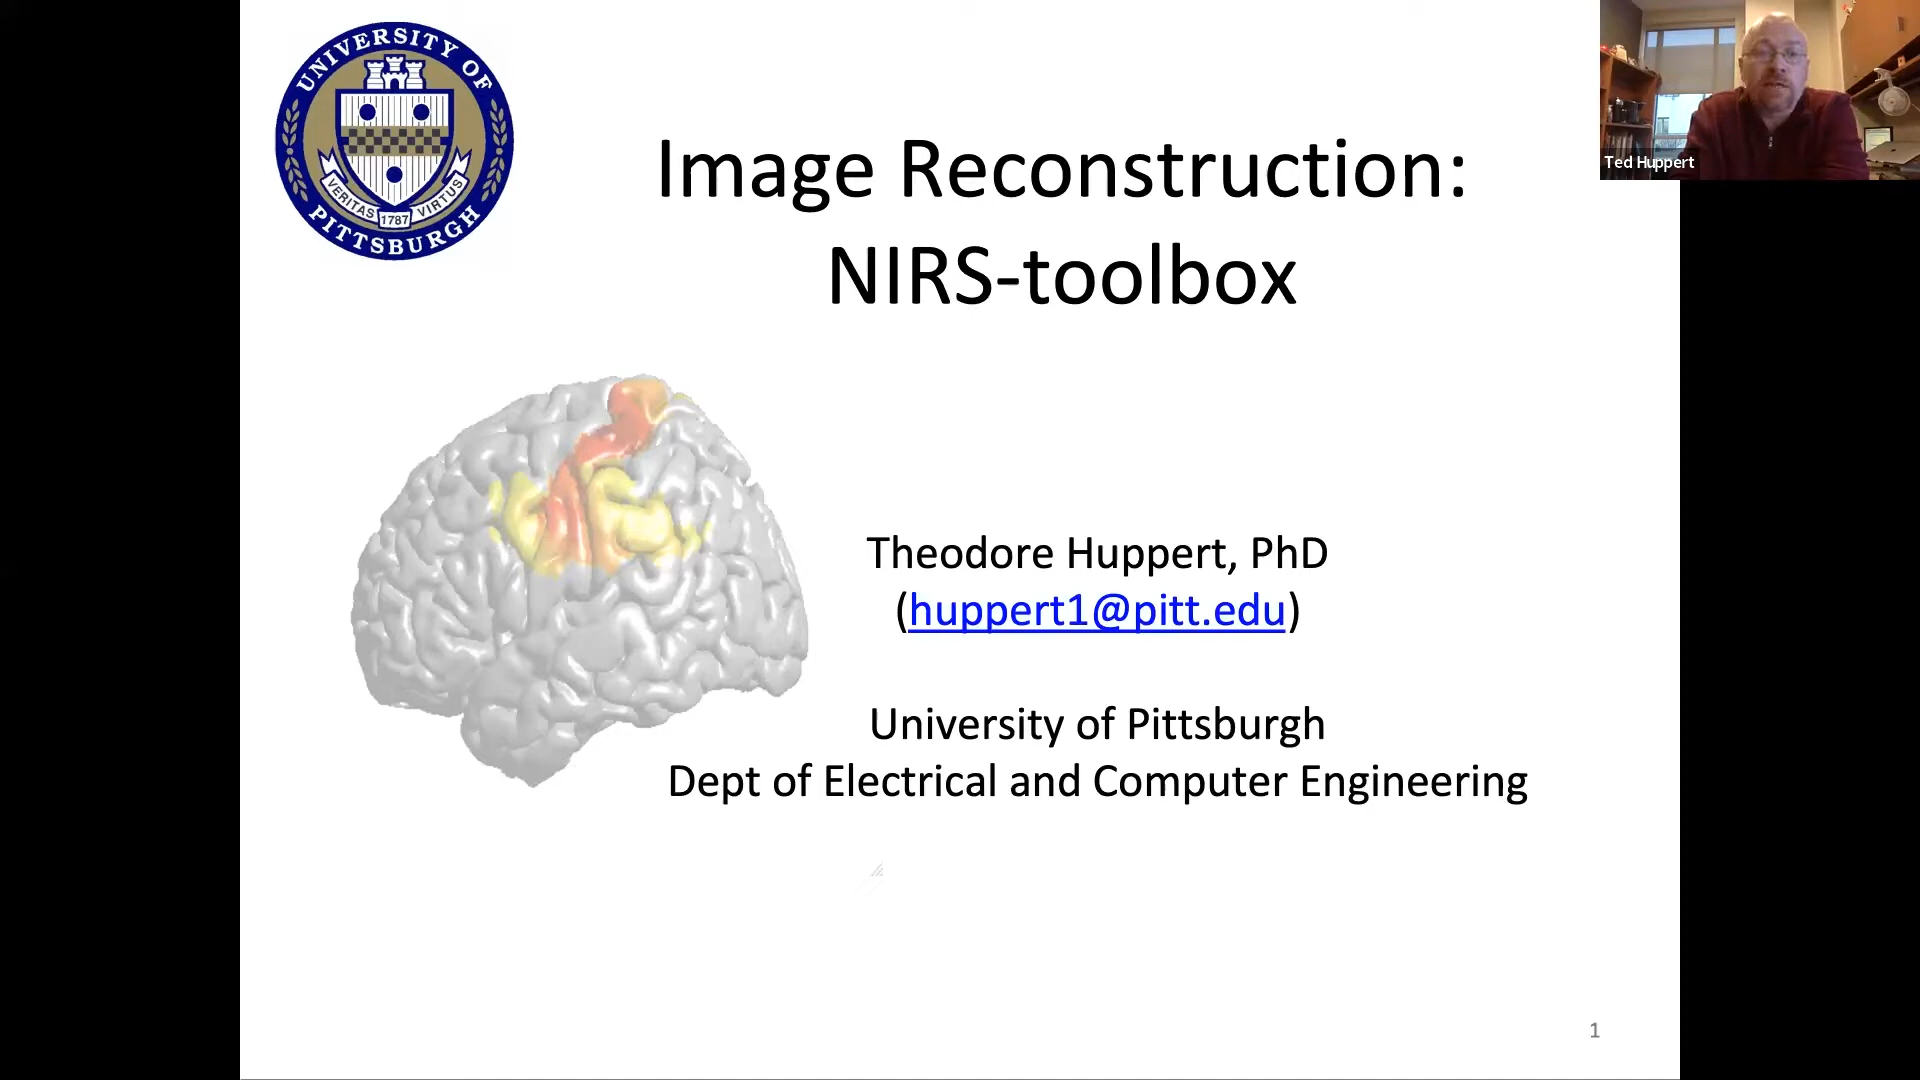 UNIVERSITY OF
PITTSBURGH
VERITAS
1787
VIRTUS
Ted Huppert
Image Reconstruction:
NIRS-toolbox
Theodore Huppert, PhD
(huppert1@pitt.edu)
University of Pittsburgh
Dept of Electrical and Computer Engineering
1